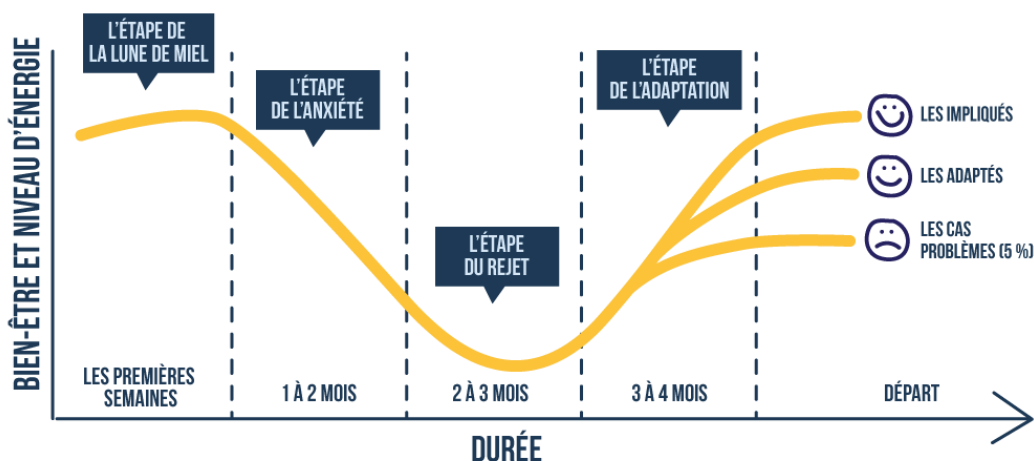 BIEN-ÊTRE ET NIVEAU D'ÉNERGIE
L'ÉTAPE DE
LA LUNE DE MIEL
L'ÉTAPE
DE L'ANXIÉTÉ
L'ÉTAPE
DU REJET
L'ÉTAPE
DE L'ADAPTATION
LES IMPLIQUÉS
LES ADAPTÉS
LES CAS
PROBLÈMES (5 %)
LES PREMIÈRES
SEMAINES
1 À 2 MOIS
2 À 3 MOIS
3 À 4 MOIS
DÉPART
DURÉE